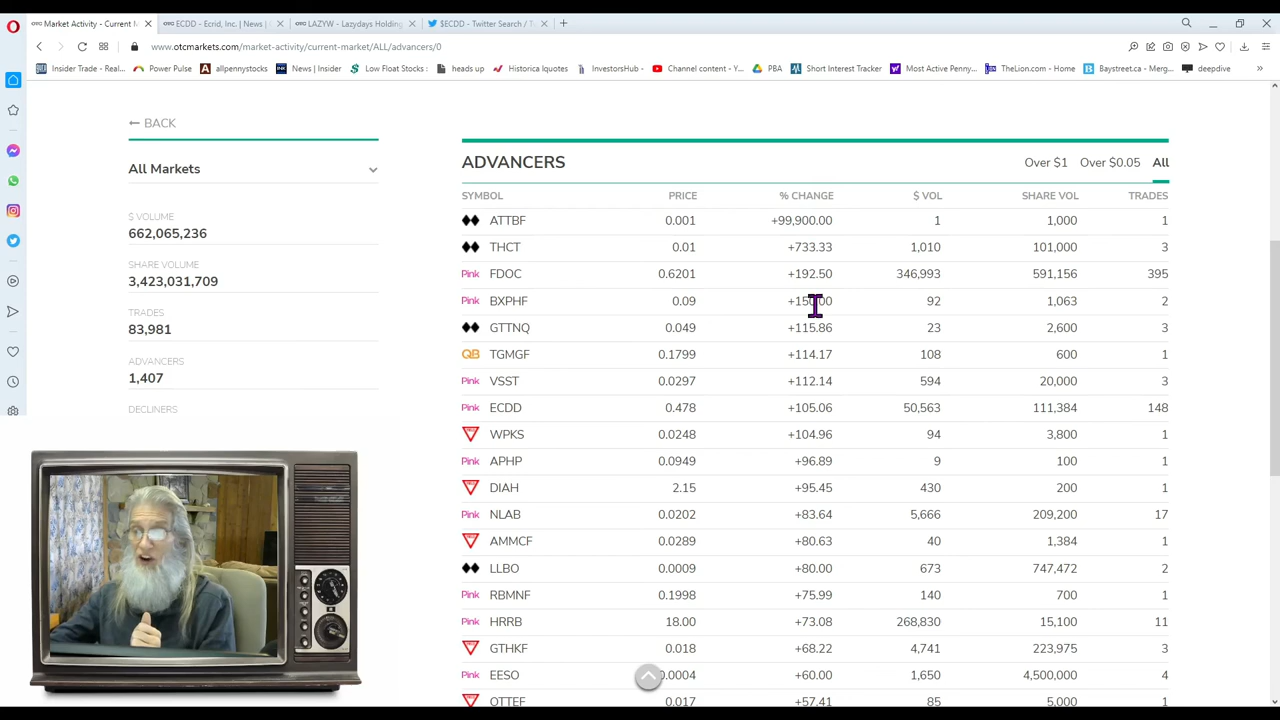 Market Activity - Current M
ECDD - Ecrid, Inc. | News |
LAZYW - Lazydays Holding
$ECDD - Twitter Search / T
www.otcmarkets.com/market-activity/current-market/ALL/advancers/0
Insider Trade - Real...
Power Pulse
allpennystocks
News | Insider
Low Float Stocks :
heads up
Historica Iquotes
InvestorsHub -
Channel content - Y...
PBA
Short Interest Tracker
Most Active Penny...
TheLion.com - Home
Baystreet.ca - Merg...
deepdive
BACK
All Markets
$ VOLUME
662,065,236
SHARE VOLUME
3,423,031,709
TRADES
83,981
ADVANCERS
1,407
DECLINERS
ADVANCERS Over $1 Over $0.05 All
SYMBOL PRICE % CHANGE $ VOL SHARE VOL TRADES
ATTBF 0.001 +99,900.00 1 1,000 1
THCT 0.01 +733.33 1,010 101,000 3
Pink FDOC 0.6201 +192.50 346,993 591,156 395
Pink BXPHF 0.09 92 1,063 2
GTTNQ 0.049 +115.86 23 2,600 3
QB TGMGF 0.1799 +114.17 108 600 1
Pink VSST 0.0297 +112.14 594 20,000 3
Pink ECDD 0.478 +105.06 50,563 111,384 148
WPKS 0.0248 +104.96 94 3,800 1
Pink APHP 0.0949 +96.89 9 100 1
DIAH 2.15 +95.45 430 200 1
Pink NLAB 0.0202 +83.64 5,666 209,200 17
AMMCF 0.0289 +80.63 40 1,384 1
LLBO 0.0009 +80.00 673 747,472 2
Pink RBMNF 0.1998 +75.99 140 700 1
Pink HRRB 18.00 +73.08 268,830 15,100 11
GTHKF 0.018 +68.22 4,741 223,975 3
Pink EESO 0.0004 +60.00 1,650 4,500,000 4
OTTEF 0.017 +57.41 85 5,000 1